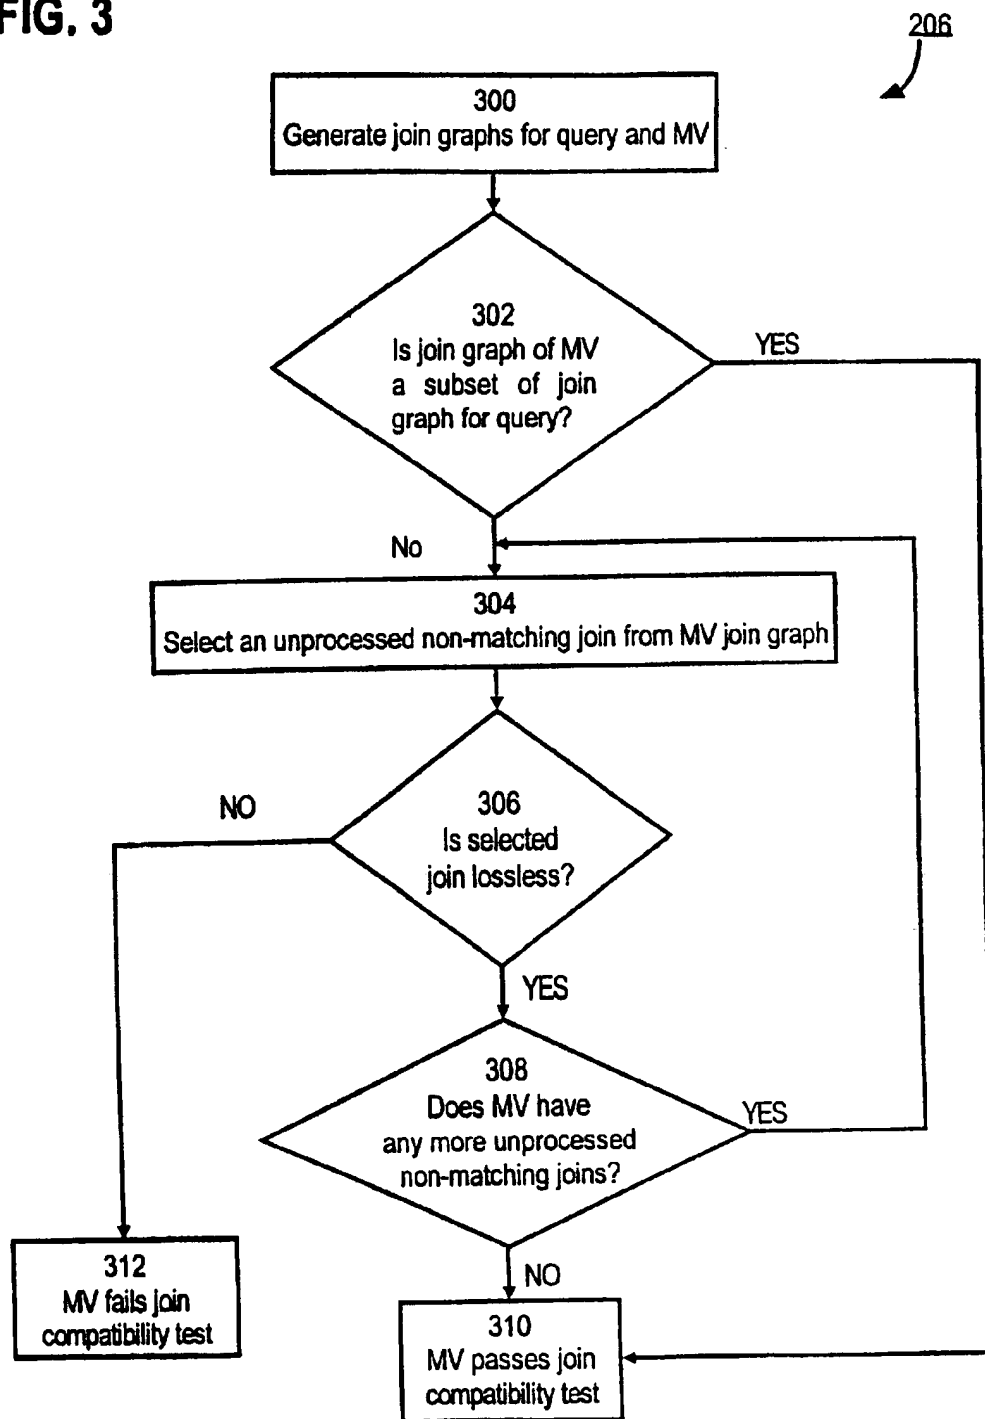 FIG. 3
206
300
Generate join graphs for query and MV
302
Is join graph of MV
a subset of join
graph for query?
YES
No
304
Select an unprocessed non-matching join from MV join graph
306
Is selected
join lossless?
NO
YES
308
Does MV have
any more unprocessed
non-matching joins?
YES
NO
312
MV fails join
compatibility test
310
MV passes join
compatibility test